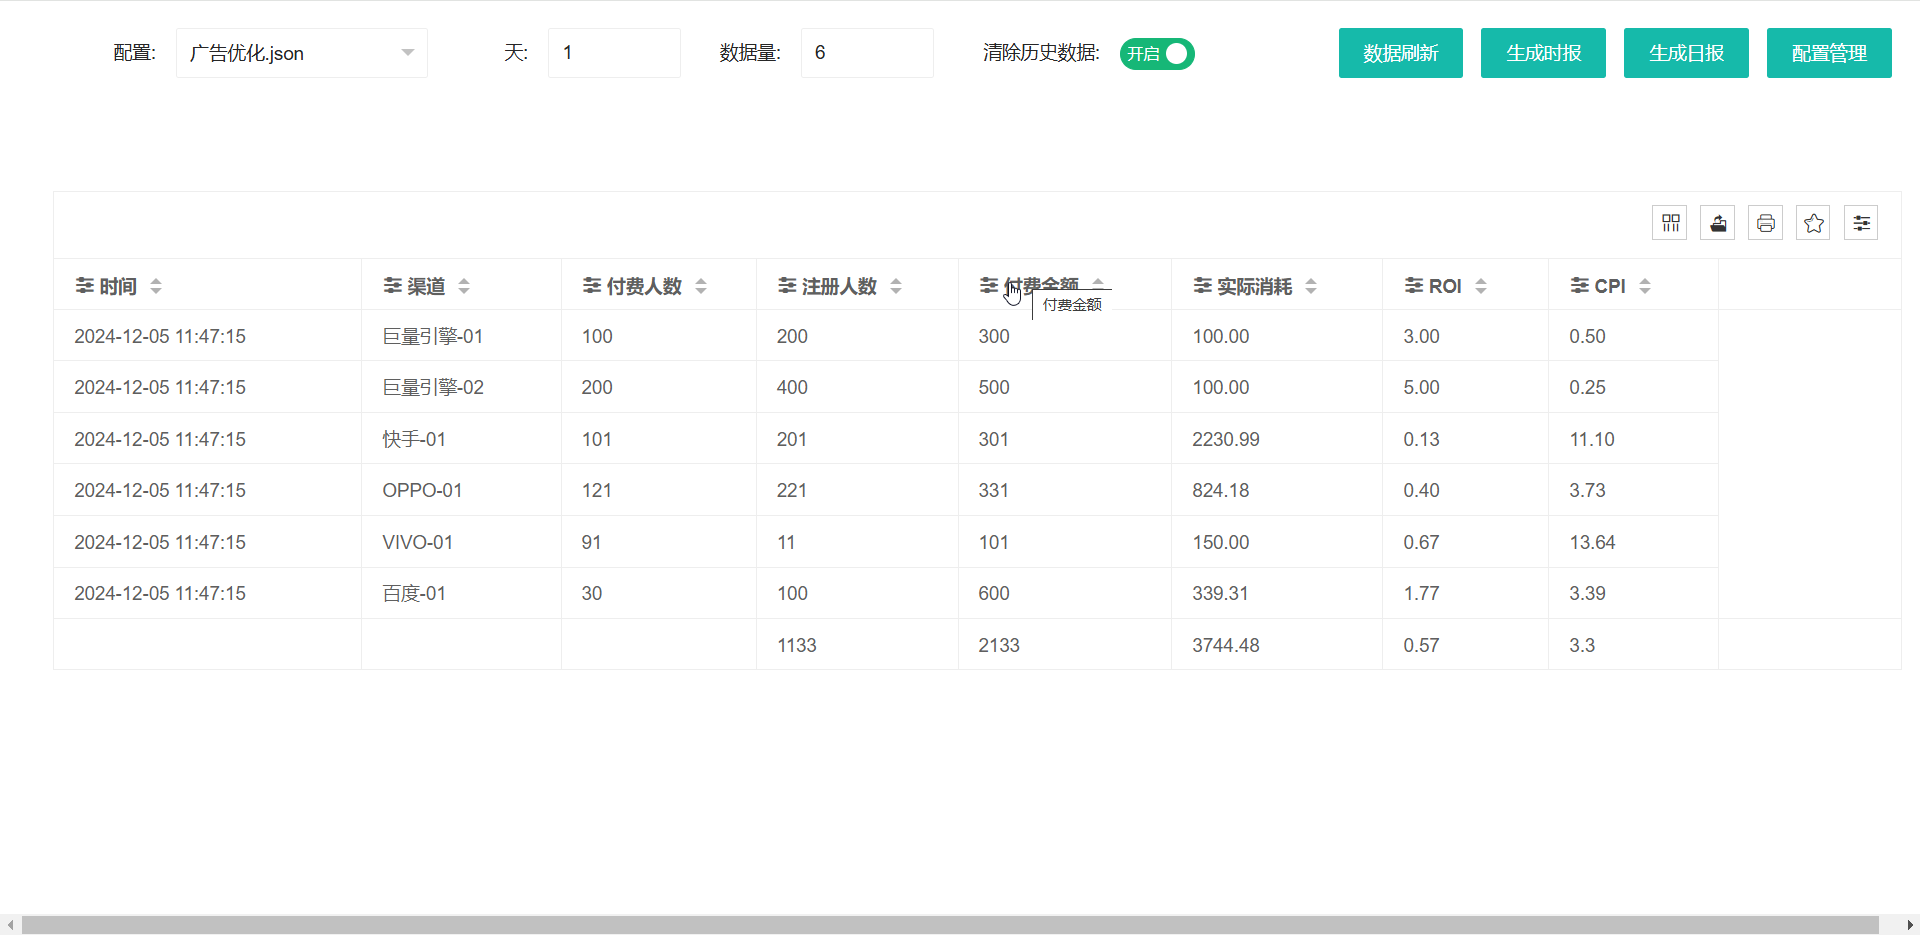 配置: 广告优化.json 天: 1 数据量: 6 清除历史数据: 开启 数据刷新 生成时报 生成日报 配置管理
时间 渠道 付费人数 注册人数 付费金额 实际消耗 ROI CPI
付费金额
2024-12-05 11:47:15 巨量引擎-01 100 200 300 100.00 3.00 0.50
2024-12-05 11:47:15 巨量引擎-02 200 400 500 100.00 5.00 0.25
2024-12-05 11:47:15 快手-01 101 201 301 2230.99 0.13 11.10
2024-12-05 11:47:15 OPPO-01 121 221 331 824.18 0.40 3.73
2024-12-05 11:47:15 VIVO-01 91 11 101 150.00 0.67 13.64
2024-12-05 11:47:15 百度-01 30 100 600 339.31 1.77 3.39
1133 2133 3744.48 0.57 3.3